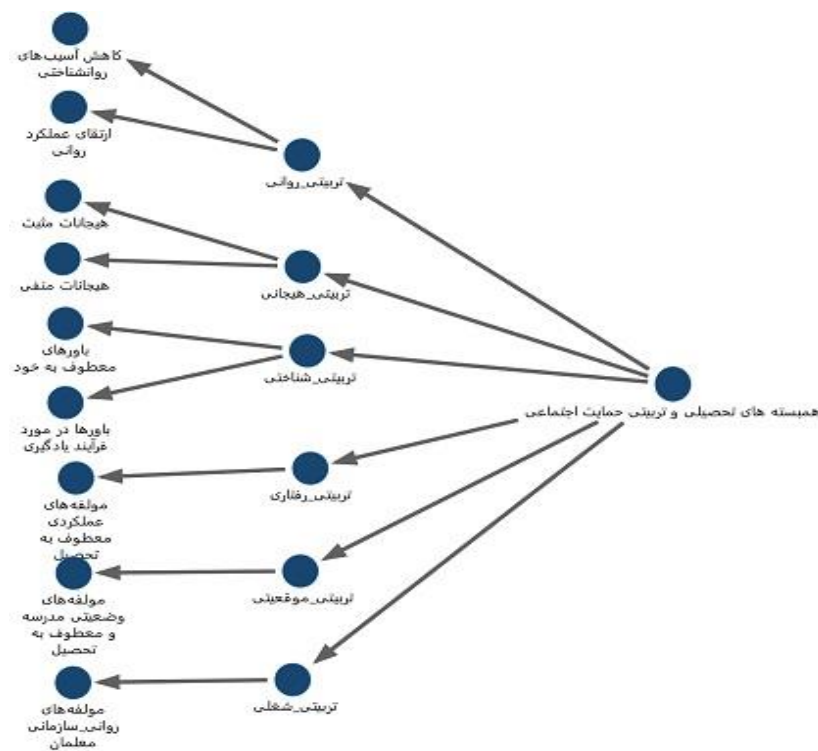 همبسته های تحصیلی و تربیتی حمایت اجتماعی
تربیتی_روانی
کاهش آسیب‌های
روانشناختی
ارتقای عملکرد
روانی
تربیتی_هیجانی
هیجانات مثبت
هیجانات منفی
تربیتی_شناختی
باورهای
معطوف به خود
باورها در مورد
فرآیند یادگیری
تربیتی_رفتاری
مولفه‌های
عملکردی
معطوف به
تحصیل
تربیتی_موقعیتی
مولفه‌های
وضعیتی مدرسه
و معطوف به
تحصیل
تربیتی_شغلی
مولفه‌های
روانی_سازمانی
معلمان